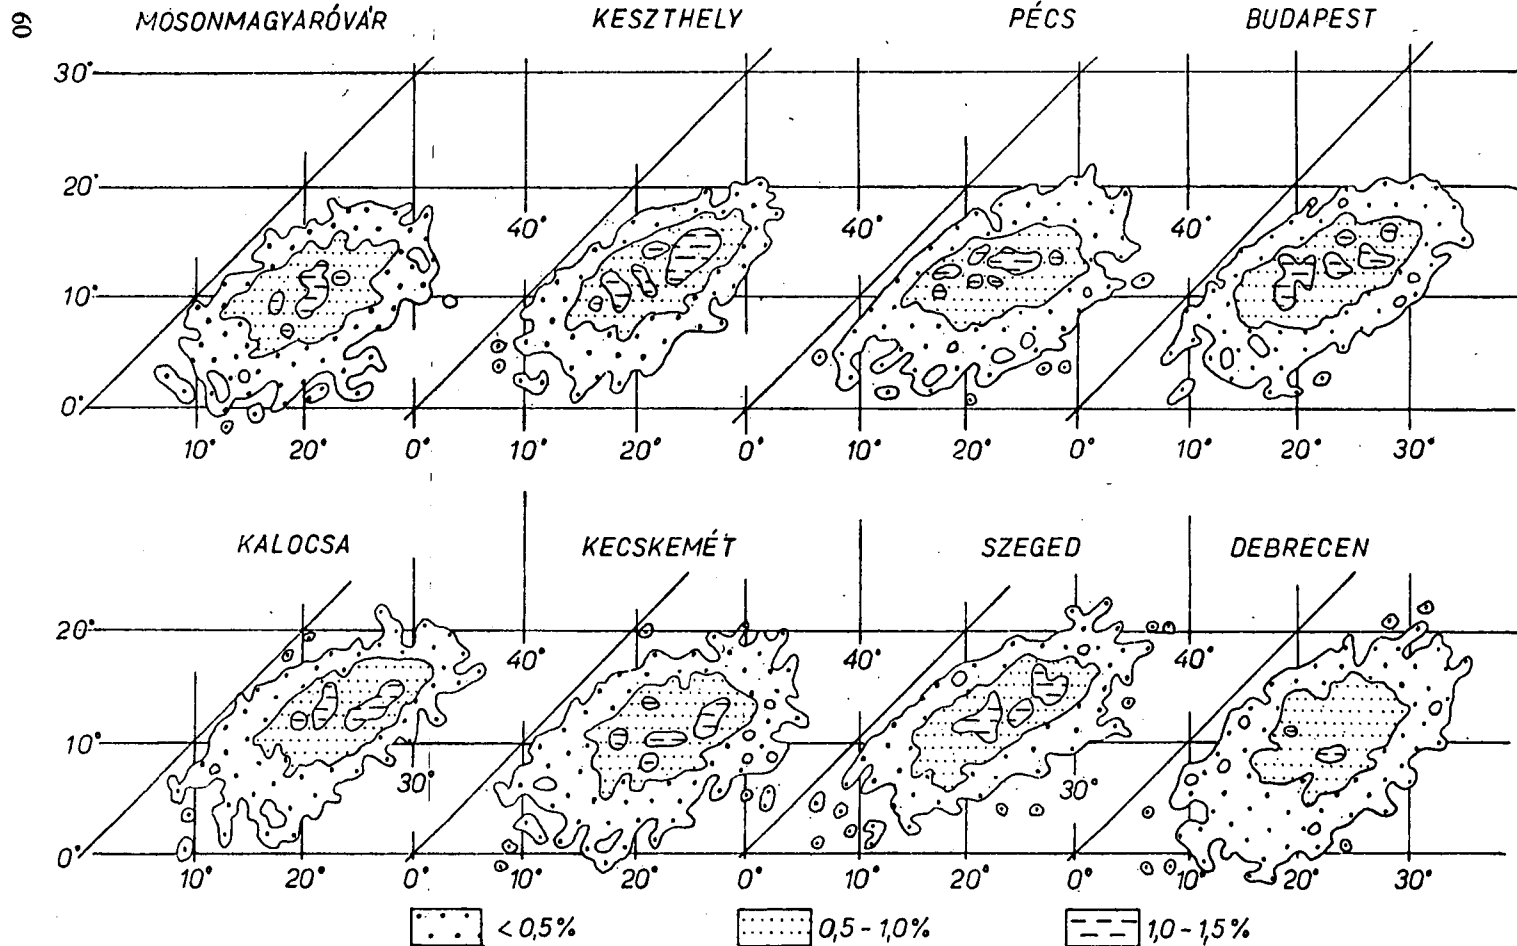 60
MOSONMAGYARÓVÁR KESZTHELY PÉCS BUDAPEST
30°
20°
40° 40° 40°
10°
0°
10° 20° 0° 10° 20° 0° 10° 20° 0° 10° 20° 30°
KALOCSA KECSKEMÉT SZEGED DEBRECEN
20°
40° 40° 40°
10°
30° 30°
0°
10° 20° 0° 10° 20° 0° 10° 20° 0° 10° 20° 30°
< 0,5% 0,5 - 1,0% 1,0 - 1,5%